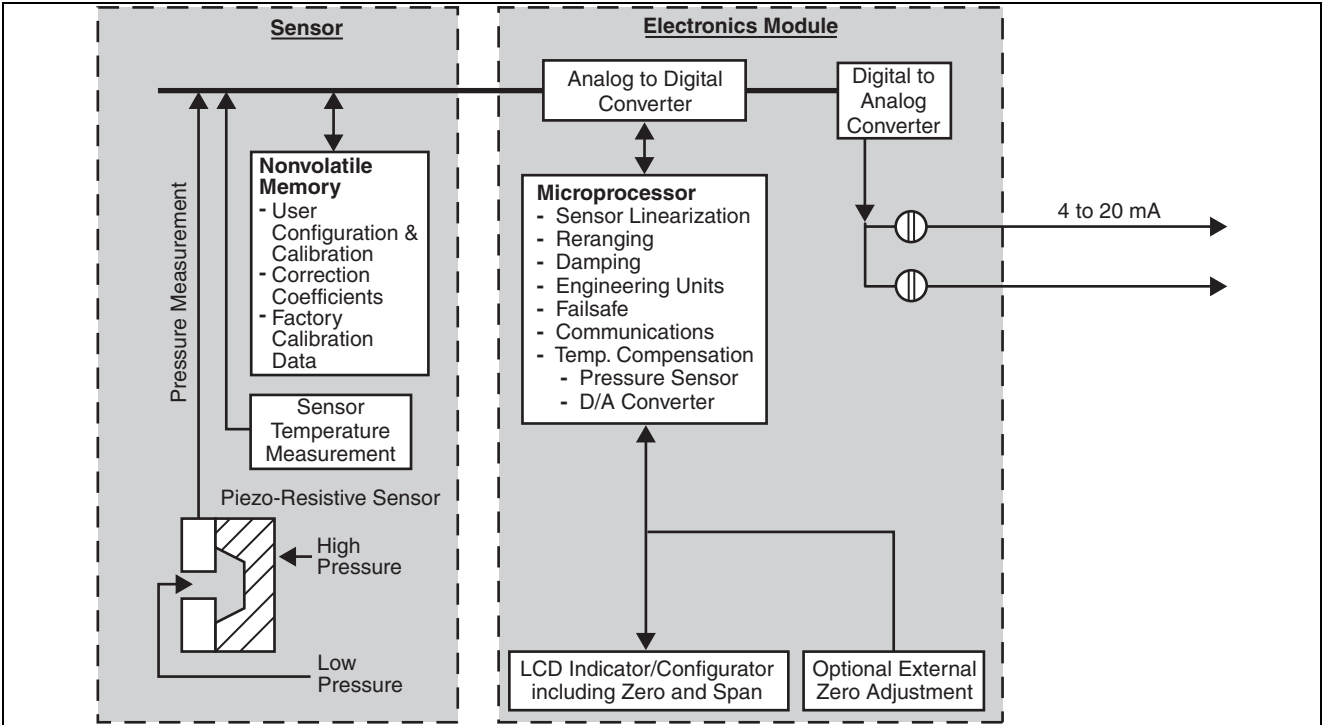 Sensor
Pressure Measurement
Nonvolatile
Memory
- User
Configuration &
Calibration
- Correction
Coefficients
- Factory
Calibration
Data
Sensor
Temperature
Measurement
Piezo-Resistive Sensor
High
Pressure
Low
Pressure
Electronics Module
Analog to Digital
Converter
Digital to
Analog
Converter
Microprocessor
- Sensor Linearization
- Reranging
- Damping
- Engineering Units
- Failsafe
- Communications
- Temp. Compensation
- Pressure Sensor
- D/A Converter
4 to 20 mA
LCD Indicator/Configurator
including Zero and Span
Optional External
Zero Adjustment